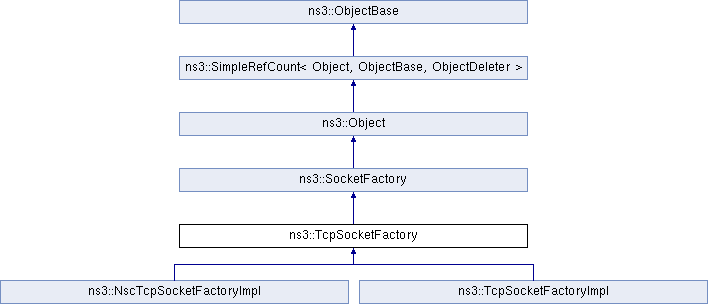 ns3::ObjectBase
ns3::SimpleRefCount< Object, ObjectBase, ObjectDeleter >
ns3::Object
ns3::SocketFactory
ns3::TcpSocketFactory
ns3::NscTcpSocketFactoryImpl
ns3::TcpSocketFactoryImpl